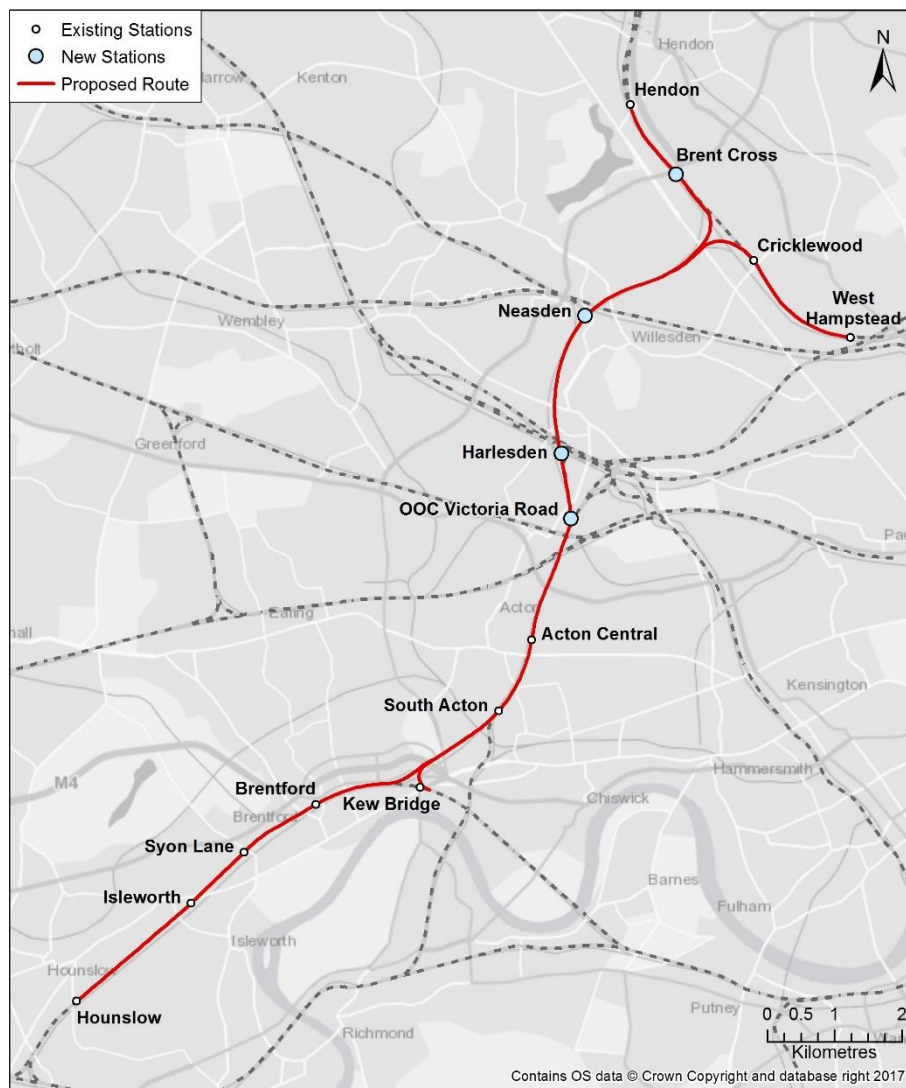 Existing Stations
New Stations
Proposed Route
N
Hendon
Kenton
Hendon
Brent Cross
Cricklewood
West
Hampstead
Neasden
Wembley
Willesden
Greenford
Harlesden
OOC Victoria Road
Ealing
Acton
Acton Central
Kensington
South Acton
Hammersmith
M4
Brentford
Kew Bridge
Chiswick
Brentford
Syon Lane
Barnes
Isleworth
Fulham
Isleworth
Hounslow
Hounslow
Putney
Richmond
0 0.5 1 2
Kilometres
Contains OS data © Crown Copyright and database right 2017